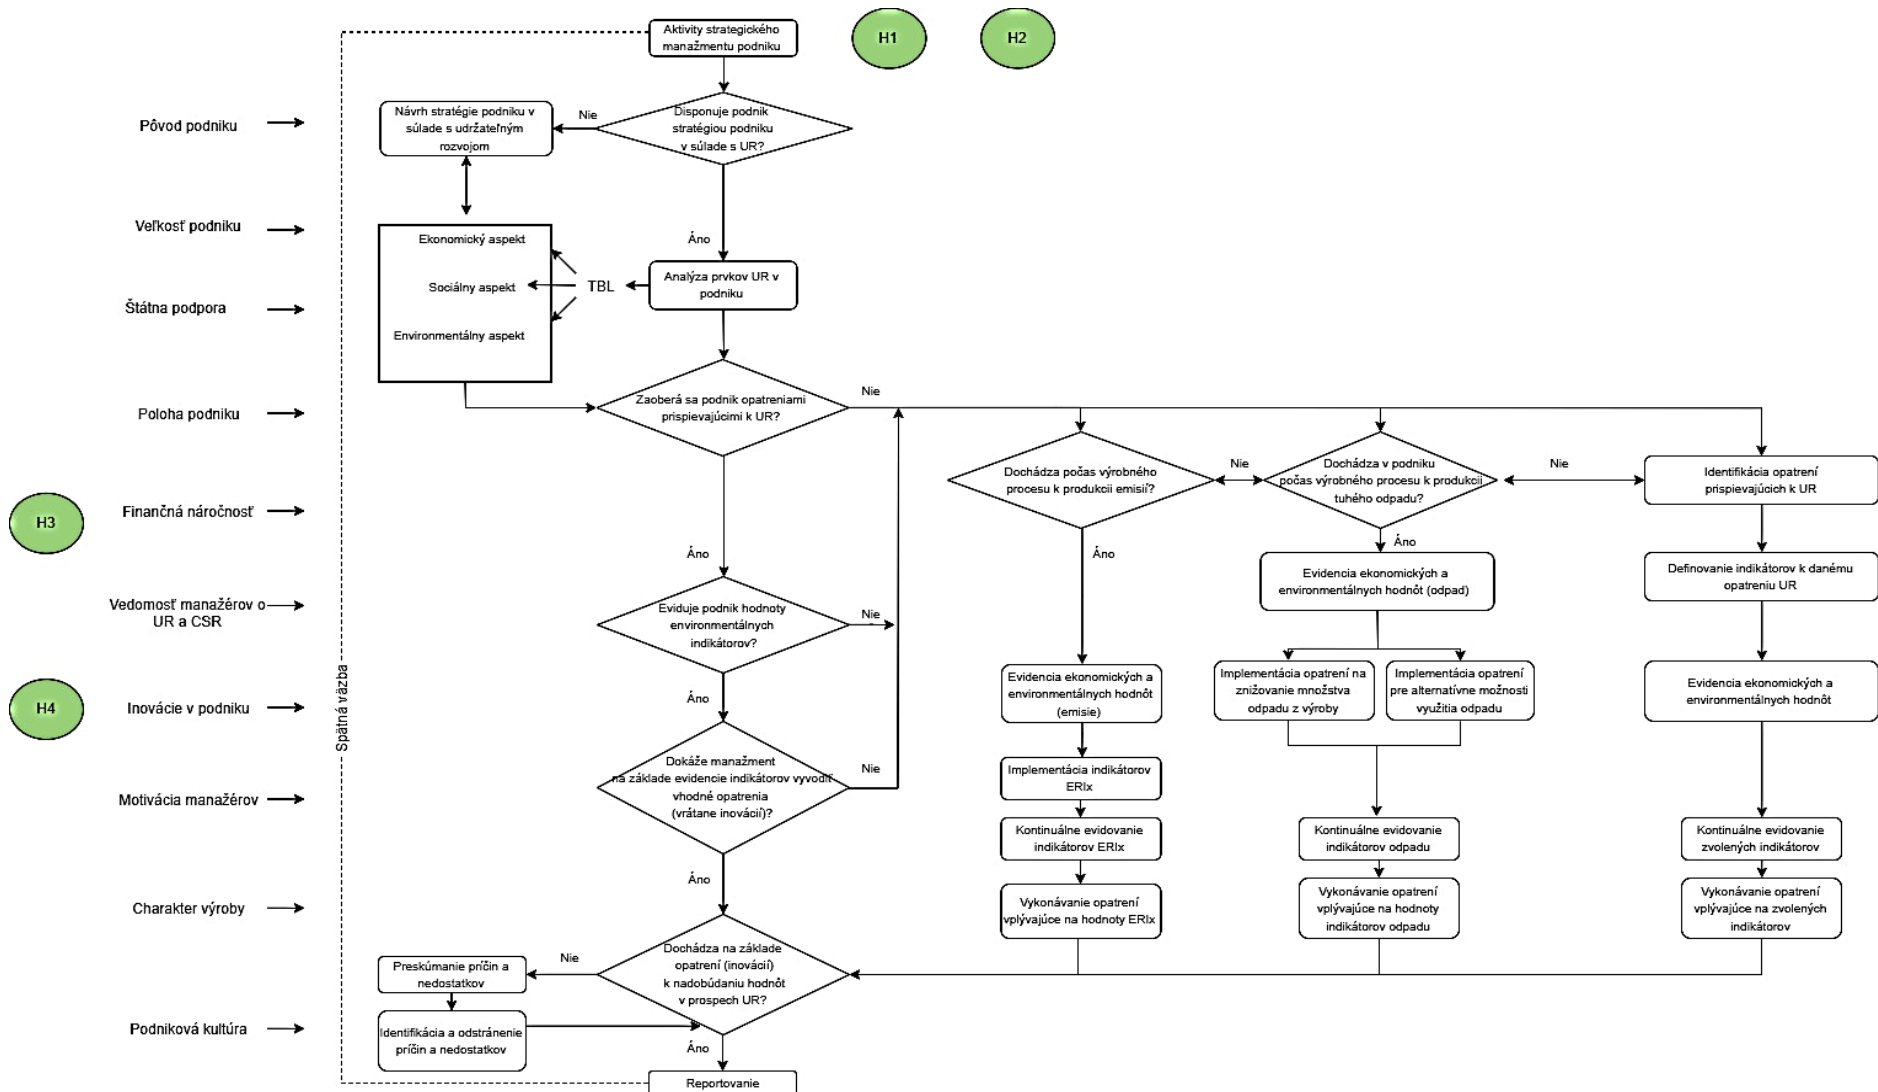 Aktivity strategického
manažmentu podniku
H1
H2
Pôvod podniku
Veľkosť podniku
Štátna podpora
Poloha podniku
Finančná náročnosť
H3
Vedomosť manažérov o
UR a CSR
Inovácie v podniku
H4
Motivácia manažérov
Charakter výroby
Podniková kultúra
Spätná väzba
Návrh stratégie podniku v
súlade s udržateľným
rozvojom
Nie
Disponuje podnik
stratégiou podniku
v súlade s UR?
Áno
Ekonomický aspekt
Sociálny aspekt
Environmentálny aspekt
TBL
Analýza prvkov UR v
podniku
Zaoberá sa podnik opatreniami
prispievajúcimi k UR?
Nie
Áno
Eviduje podnik hodnoty
environmentálnych
indikátorov?
Nie
Áno
Dokáže manažment
na základe evidencie indikátorov vyvodiť
vhodné opatrenia
(vrátane inovácií)?
Nie
Áno
Dochádza na základe
opatrení (inovácií)
k nadobúdaniu hodnôt
v prospech UR?
Nie
Preskúmanie príčin a
nedostatkov
Identifikácia a odstránenie
príčin a nedostatkov
Áno
Reportovanie
Dochádza počas výrobného
procesu k produkcii emisií?
Nie
Áno
Evidencia ekonomických a
environmentálnych hodnôt
(emisie)
Implementácia indikátorov
ERIx
Kontinuálne evidovanie
indikátorov ERIx
Vykonávanie opatrení
vplývajúce na hodnoty ERIx
Dochádza v podniku
počas výrobného procesu k produkcii
tuhého odpadu?
Nie
Áno
Evidencia ekonomických a
environmentálnych hodnôt (odpad)
Implementácia opatrení na
znižovanie množstva
odpadu z výroby
Implementácia opatrení
pre alternatívne možnosti
využitia odpadu
Kontinuálne evidovanie
indikátorov odpadu
Vykonávanie opatrení
vplývajúce na hodnoty
indikátorov odpadu
Identifikácia opatrení
prispievajúcich k UR
Definovanie indikátorov k danému
opatreniu UR
Evidencia ekonomických a
environmentálnych hodnôt
Kontinuálne evidovanie
zvolených indikátorov
Vykonávanie opatrení
vplývajúce na zvolených
indikátorov